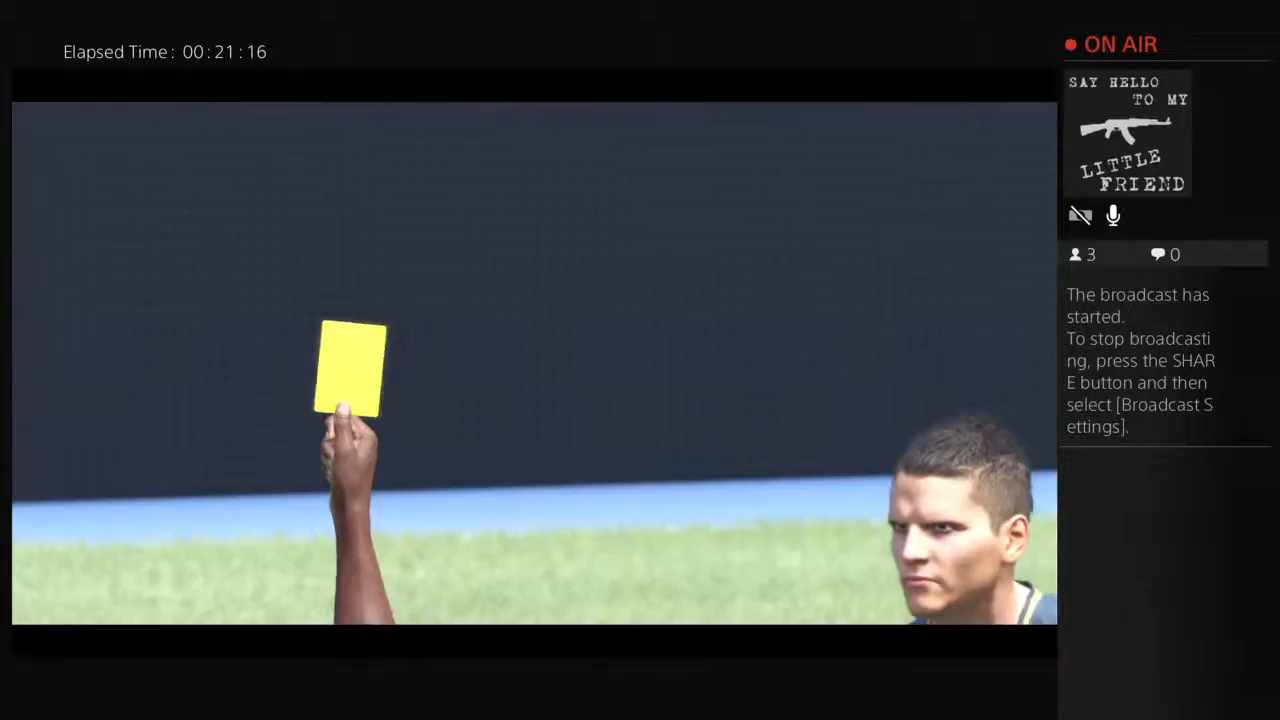 Elapsed Time: 00:21:16
ON AIR
SAY HELLO
TO MY
LITTLE
FRIEND
3
0
The broadcast has
started.
To stop broadcasti
ng, press the SHAR
E button and then
select [Broadcast S
ettings].